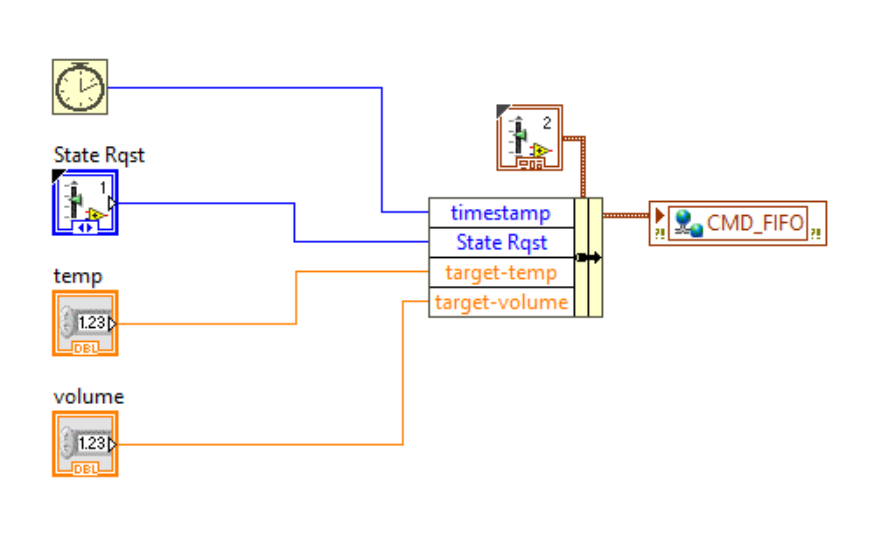 State Rqst
1
temp
1.23
DBL
volume
1.23
DBL
2
timestamp
State Rqst
target-temp
target-volume
?!
CMD_FIFO
?!